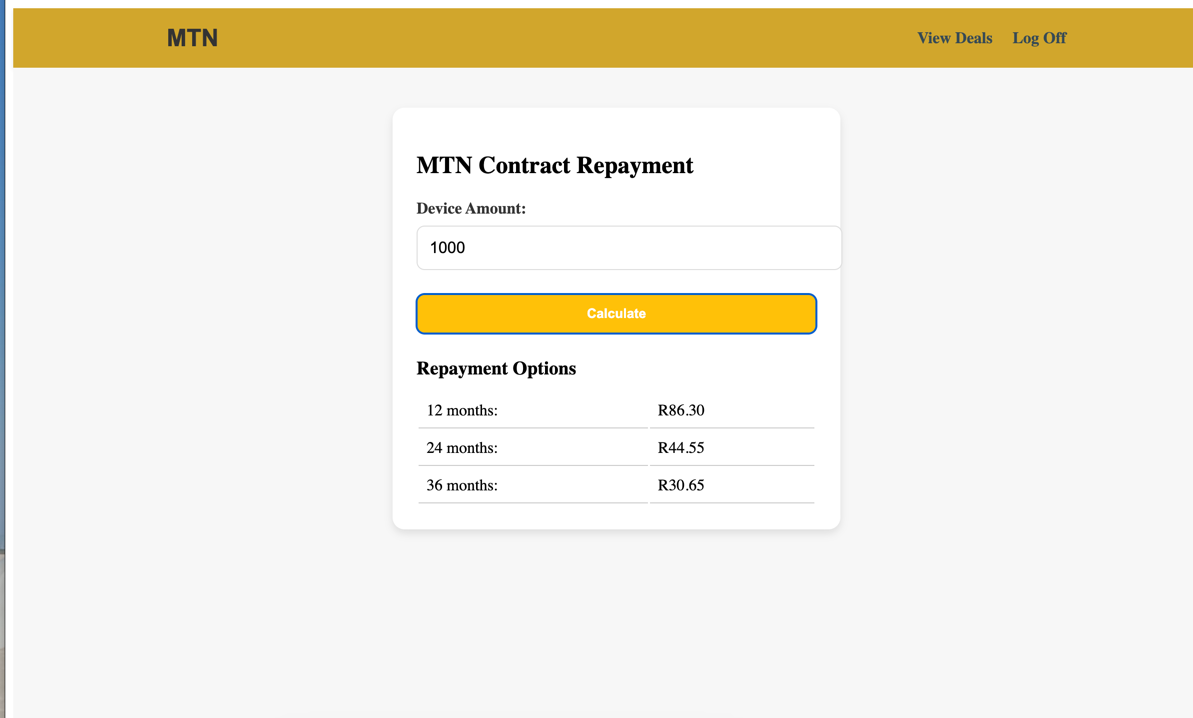 MTN
View Deals Log Off
MTN Contract Repayment
Device Amount:
1000
Calculate
Repayment Options
12 months: R86.30
24 months: R44.55
36 months: R30.65